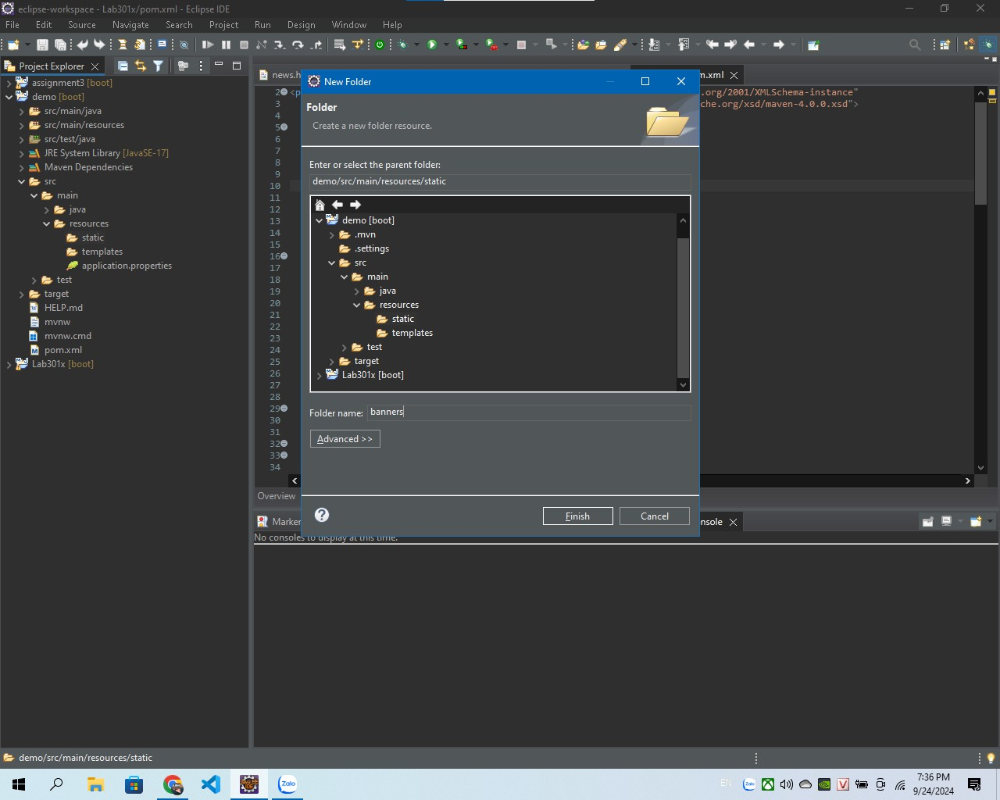 eclipse-workspace - Lab301x/pom.xml - Eclipse IDE
File Edit Source Navigate Search Project Run Design Window Help
Project Explorer
assignment3 [boot]
demo [boot]
src/main/java
src/main/resources
src/test/java
JRE System Library [JavaSE-17]
Maven Dependencies
src
main
java
resources
static
templates
application.properties
test
target
HELP.md
mvnw
mvnw.cmd
pom.xml
Lab301x [boot]
news.h
m.xml
2 <p
.org/2001/XMLSchema-instance"
3
che.org/xsd/maven-4.0.0.xsd">
4
5
6
7
8
9
10
11
12
13
14
15
16
17
18
19
20
21
22
23
24
25
26
27
28
29
30
31
32
33
34
Overview
New Folder
Folder
Create a new folder resource.
Enter or select the parent folder:
demo/src/main/resources/static
demo [boot]
.mvn
.settings
src
main
java
resources
static
templates
test
target
Lab301x [boot]
Folder name: banners
Advanced >>
Finish Cancel
Marker
nsole
No consoles to display at this time.
demo/src/main/resources/static
Zalo
EN
7:36 PM
9/24/2024